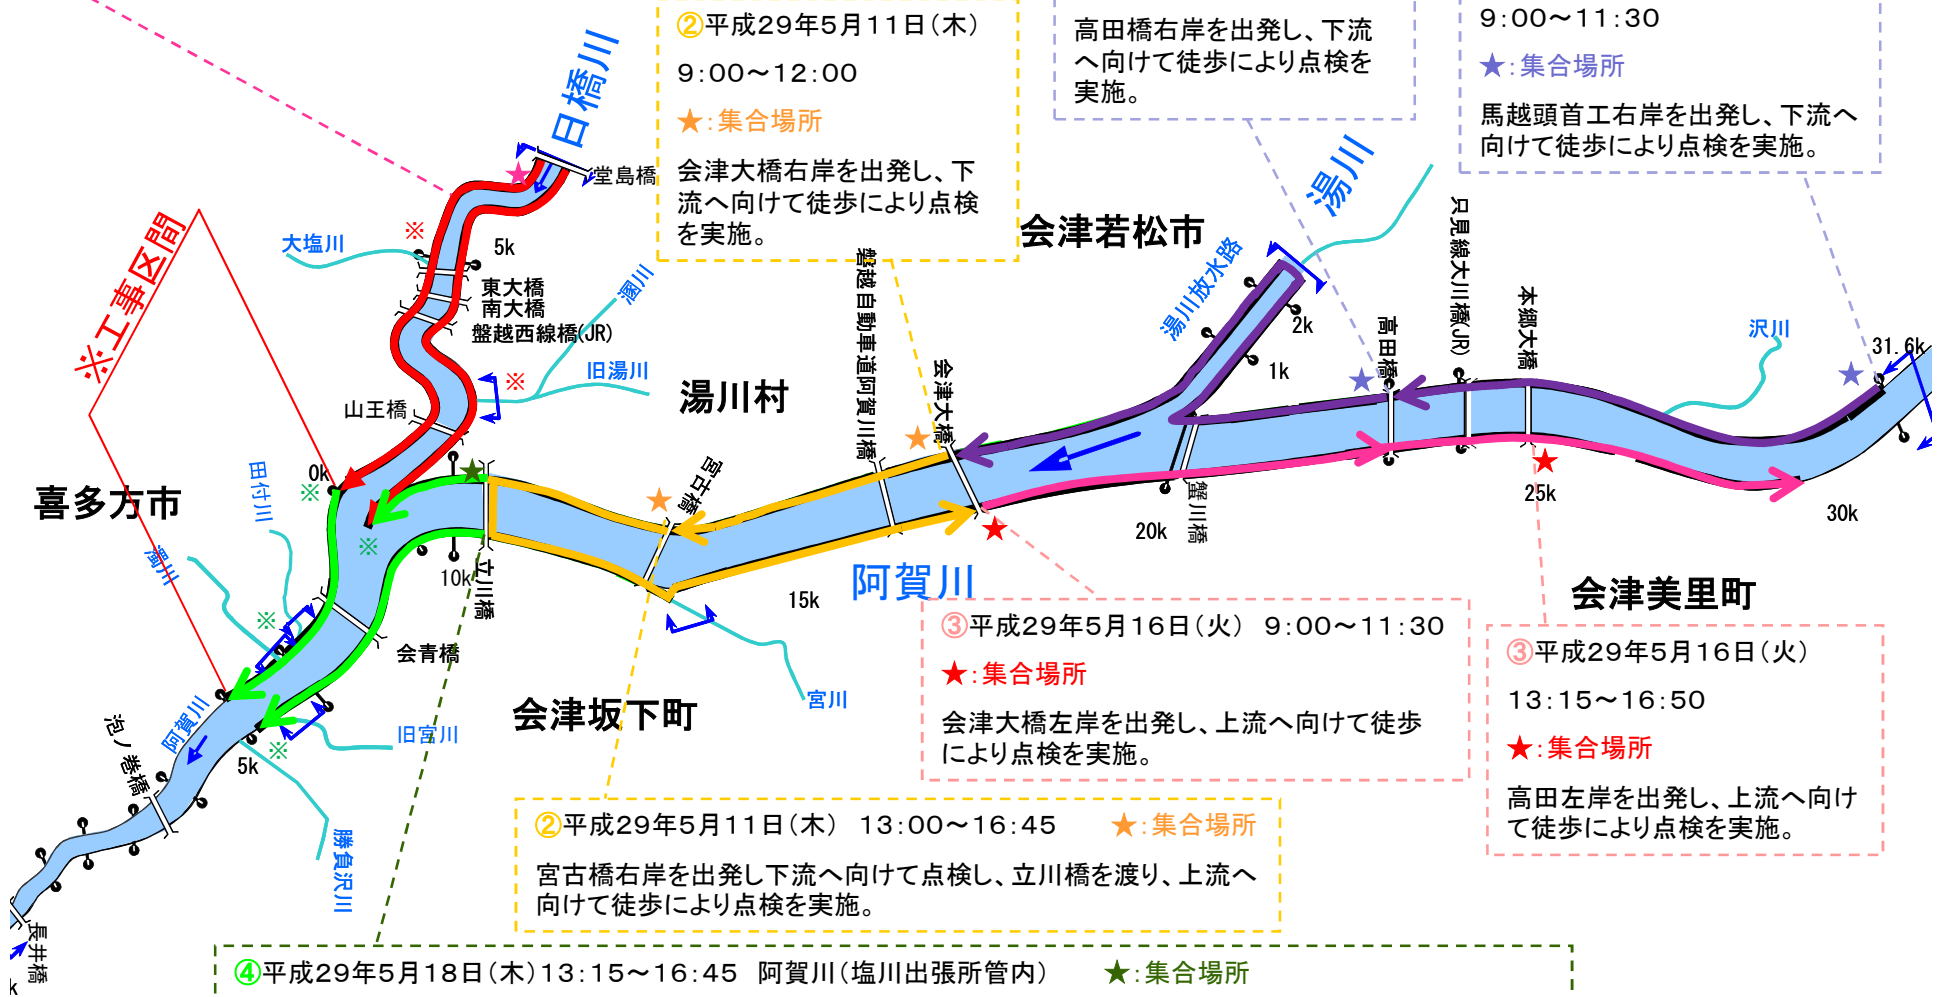 ②平成29年5月11日(木)
9:00～12:00
★:集合場所
会津大橋右岸を出発し、下
流へ向けて徒歩により点検
を実施。
高田橋右岸を出発し、下流
へ向けて徒歩により点検を
実施。
9:00～11:30
★:集合場所
馬越頭首工右岸を出発し、下流へ
向けて徒歩により点検を実施。
日橋川
堂島橋
※工事区間
大塩川
※
5k
東大橋
南大橋
盤越西線橋(JR)
溷川
旧湯川
※
山王橋
湯川村
会津若松市
湯川
湯川放水路
磐越自動車道阿賀川橋
会津大橋
2k
1k
高田橋
只見線大川橋(JR)
本郷大橋
沢川
31.6k
喜多方市
0k
※
田付川
濁川
※
※
10k
立川橋
宮古橋
15k
阿賀川
20k
蟹川橋
25k
30k
会津美里町
会青橋
会津坂下町
宮川
旧宮川
※
阿賀川
5k
泡ノ巻橋
勝負沢川
長井橋
k
③平成29年5月16日(火) 9:00～11:30
★:集合場所
会津大橋左岸を出発し、上流へ向けて徒歩
により点検を実施。
③平成29年5月16日(火)
13:15～16:50
★:集合場所
高田左岸を出発し、上流へ向け
て徒歩により点検を実施。
②平成29年5月11日(木) 13:00～16:45 ★:集合場所
宮古橋右岸を出発し下流へ向けて点検し、立川橋を渡り、上流へ
向けて徒歩により点検を実施。
④平成29年5月18日(木)13:15～16:45 阿賀川(塩川出張所管内) ★:集合場所